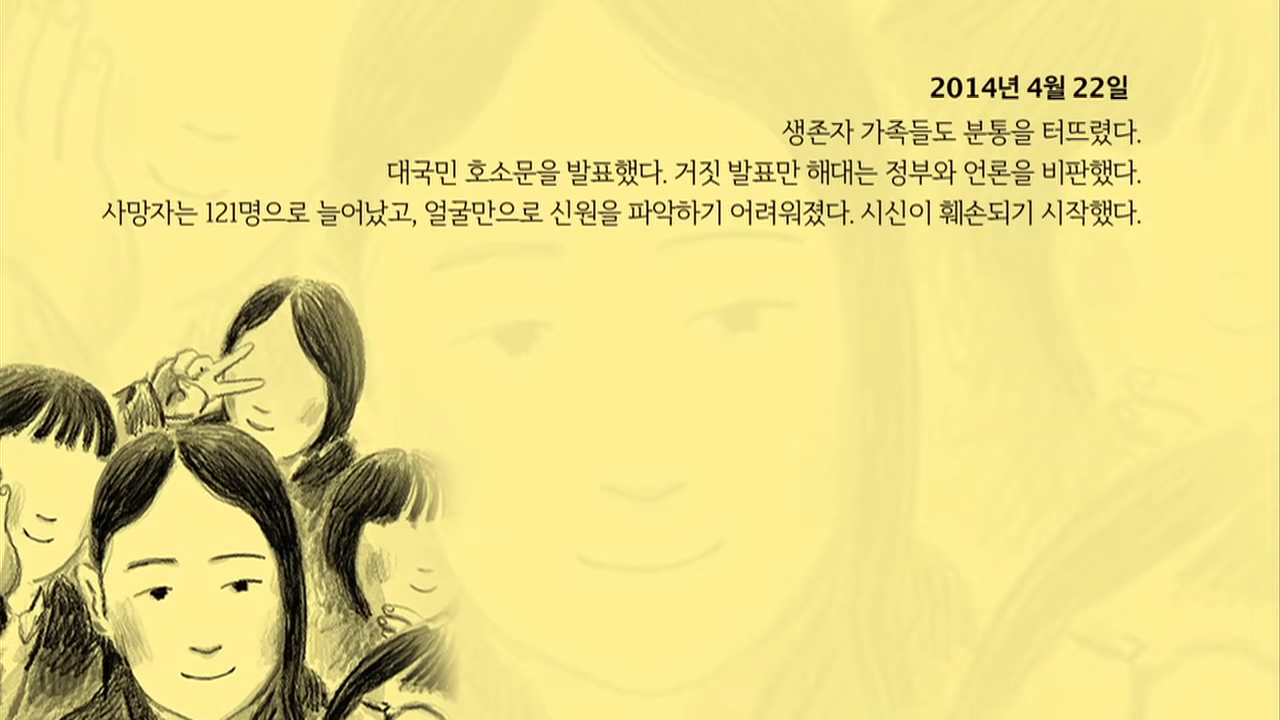 2014년 4월 22일
생존자 가족들도 분통을 터뜨렸다.
대국민 호소문을 발표했다. 거짓 발표만 해대는 정부와 언론을 비판했다.
사망자는 121명으로 늘어났고, 얼굴만으로 신원을 파악하기 어려워졌다. 시신이 훼손되기 시작했다.